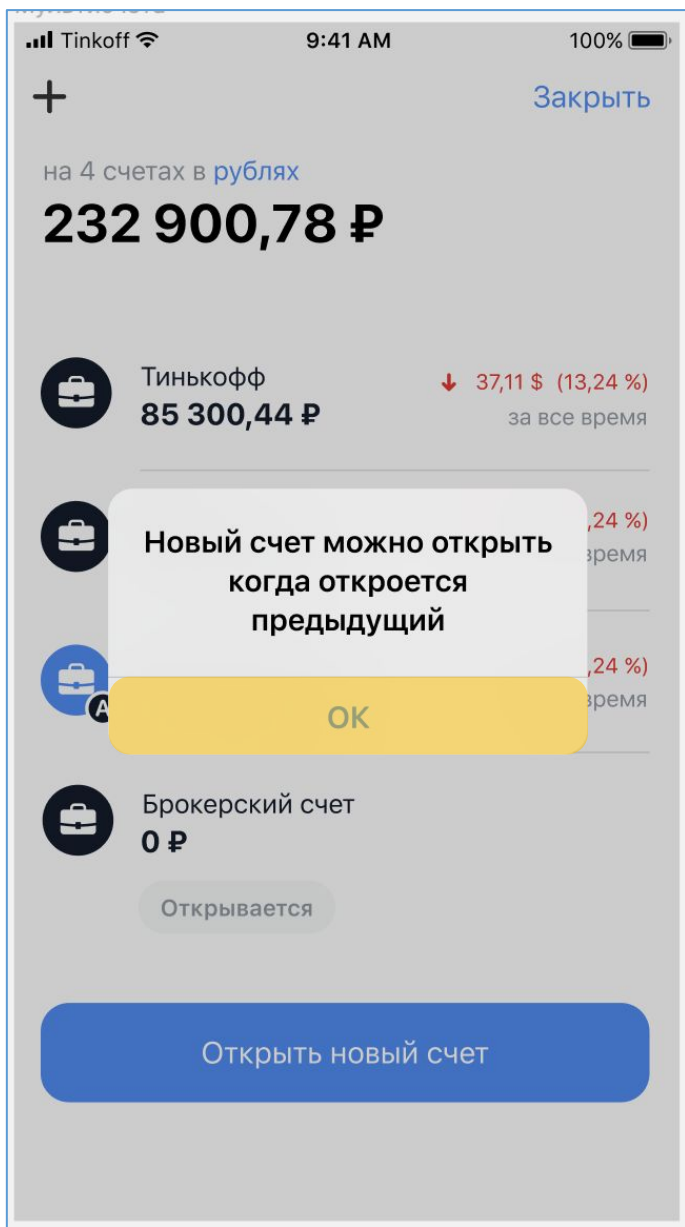 Tinkoff 9:41 AM 100%
Закрыть
на 4 счетах в рублях
232 900,78 ₽
Тинькофф ↓ 37,11 $ (13,24 %)
85 300,44 ₽ за все время
,24 %)
время
Новый счет можно открыть
когда откроется
предыдущий
,24 %)
время
А
ОК
Брокерский счет
0 ₽
Открывается
Открыть новый счет